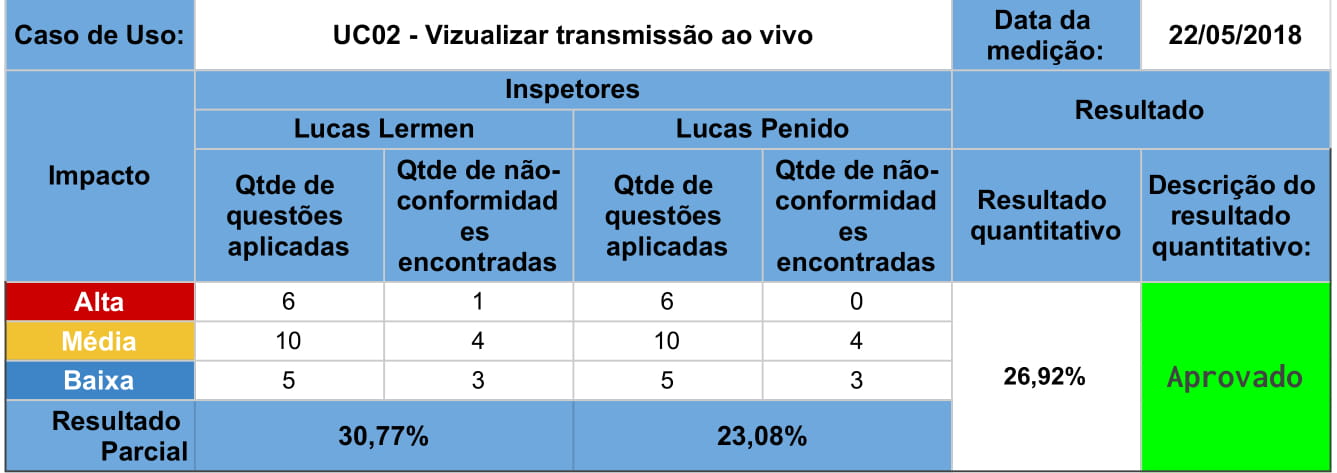 Caso de Uso:
UC02 - Vizualizar transmissão ao vivo
Data da
medição:
22/05/2018
Impacto
Inspetores
Resultado
Lucas Lermen
Lucas Penido
Qtde de
questões
aplicadas
Qtde de não-
conformidad
es
encontradas
Qtde de
questões
aplicadas
Qtde de não-
conformidad
es
encontradas
Resultado
quantitativo
Descrição do
resultado
quantitativo:
Alta 6 1 6 0
Média 10 4 10 4
Baixa 5 3 5 3
26,92%
Aprovado
Resultado
Parcial
30,77%
23,08%